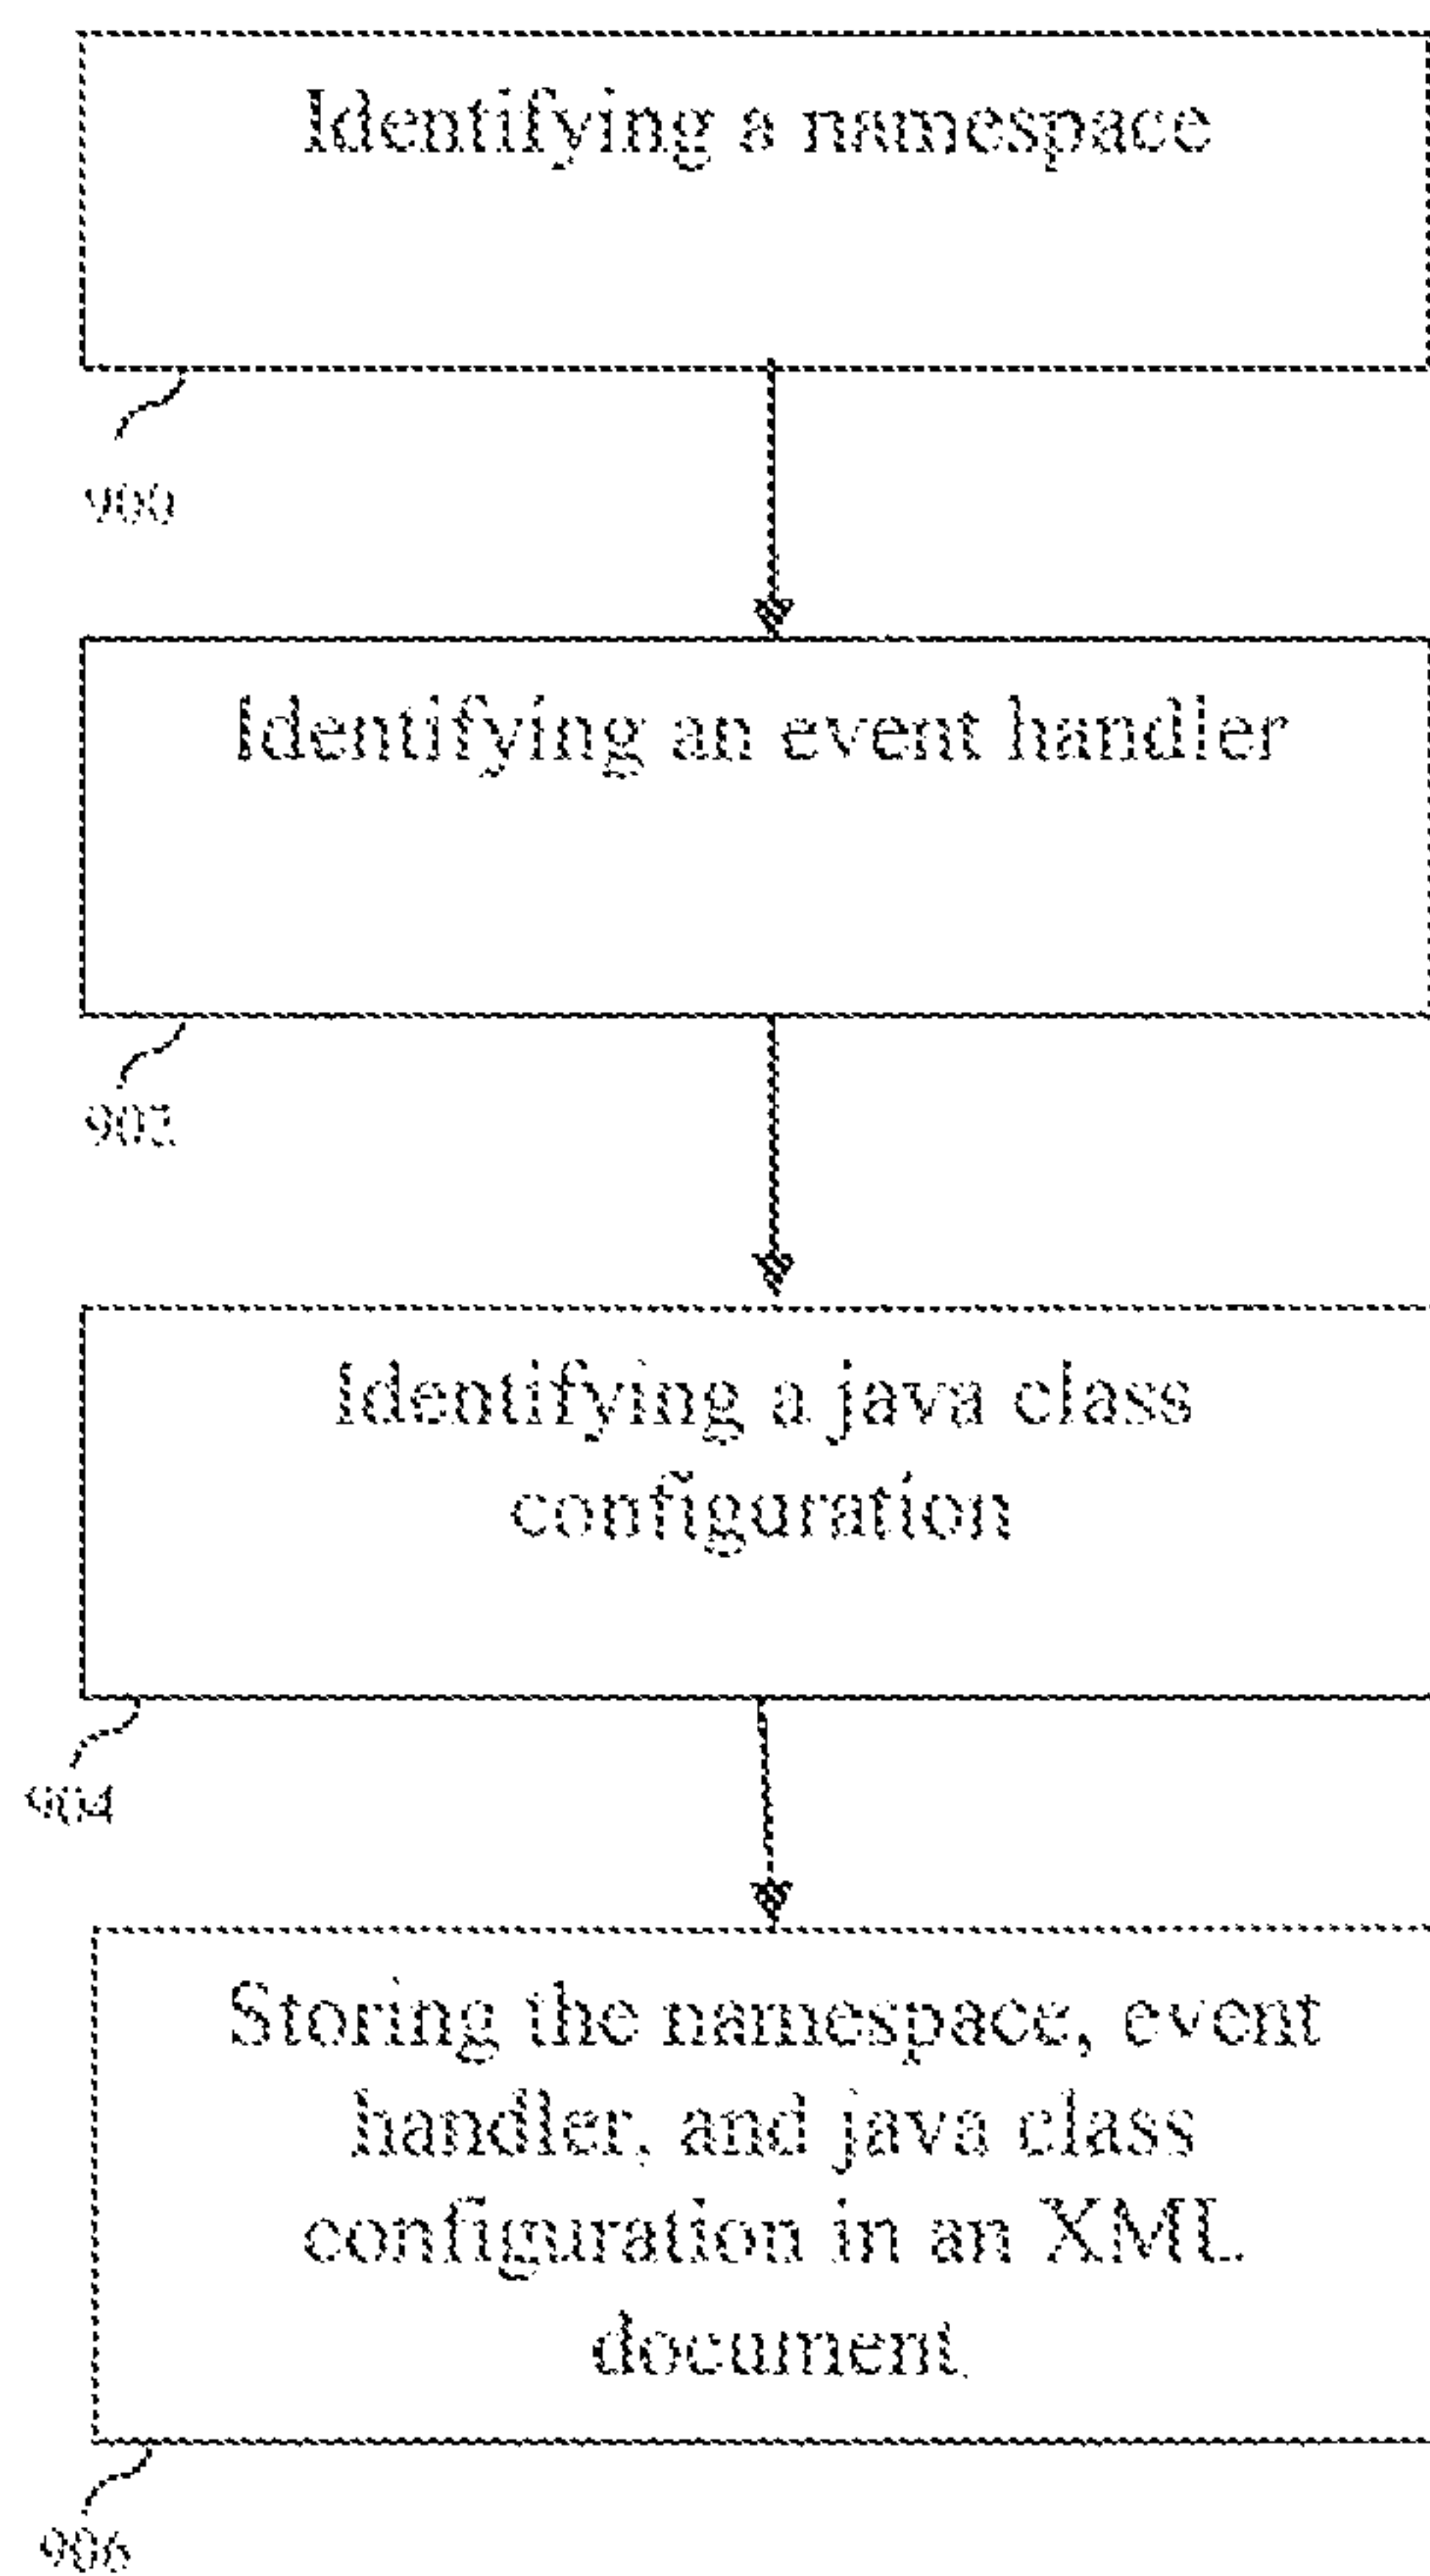 Identifying a namespace
900
Identifying an event handler
902
Identifying a java class
configuration
904
Storing the namespace, event
handler, and java class
configuration in an XML
document.
906